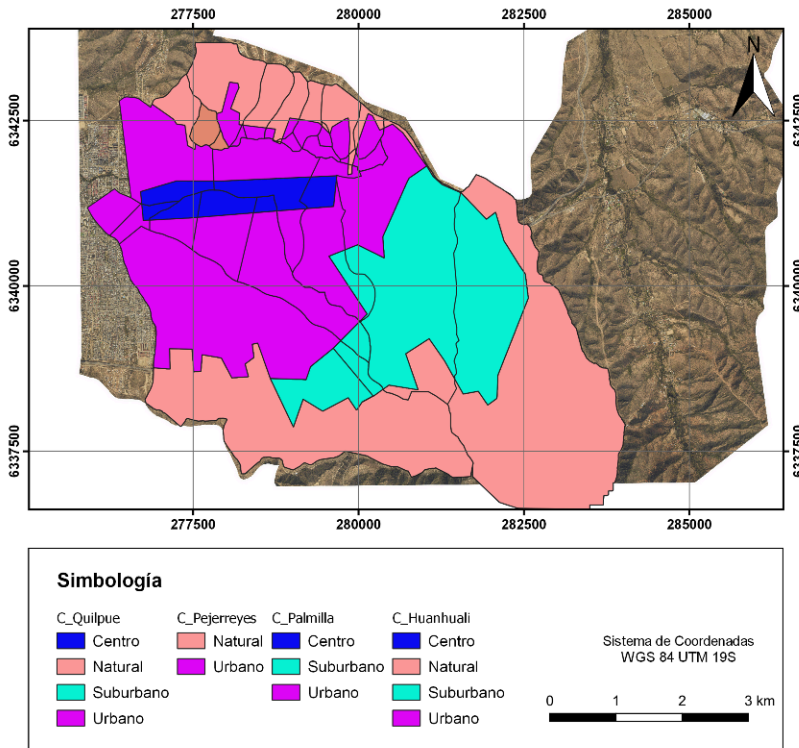 277500 280000 282500 285000
N
6342500 6342500
6340000 6340000
6337500 6337500
277500 280000 282500 285000
Simbología
C_Quilpue C_Pejerreyes C_Palmilla C_Huanhuali
Centro Natural Centro Centro
Natural Urbano Suburbano Natural
Suburbano Urbano Suburbano
Urbano Urbano
Sistema de Coordenadas
WGS 84 UTM 19S
0 1 2 3 km